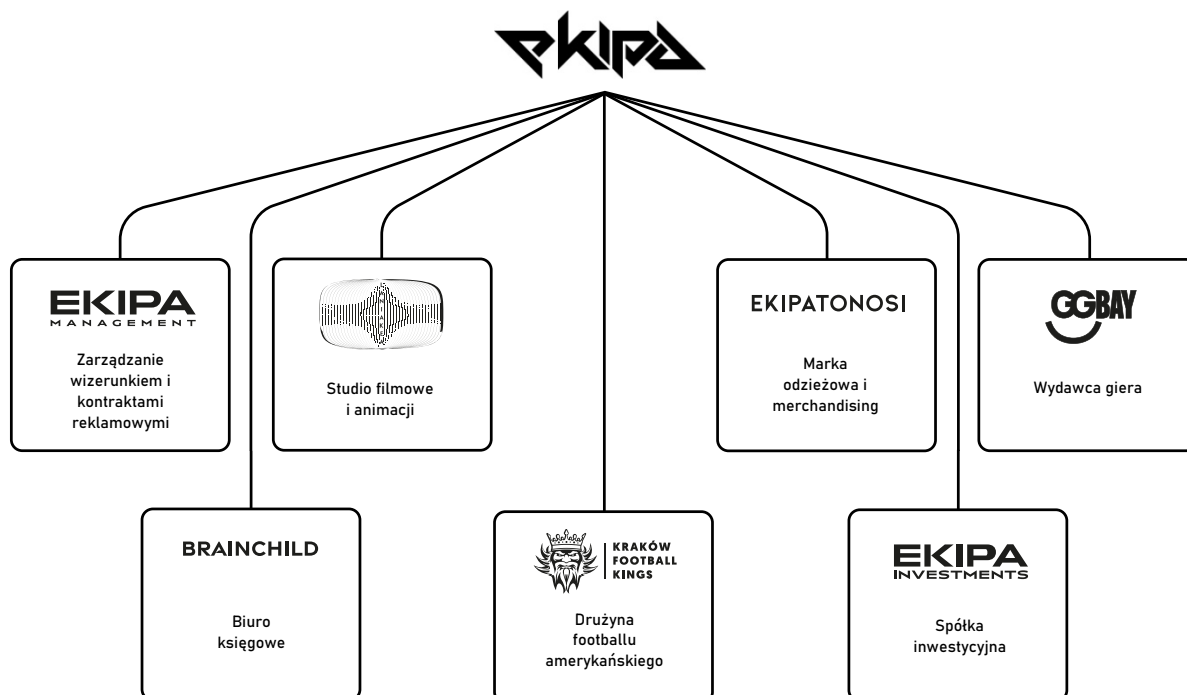 ekipa
EKIPA
MANAGEMENT
Zarządzanie
wizerunkiem i
kontraktami
reklamowymi
Studio filmowe
i animacji
EKIPATONOSI
Marka
odzieżowa i
merchandising
GGBAY
Wydawca giera
BRAINCHILD
Biuro
księgowe
KRAKÓW
FOOTBALL
KINGS
Drużyna
footballu
amerykańskiego
EKIPA
INVESTMENTS
Spółka
inwestycyjna